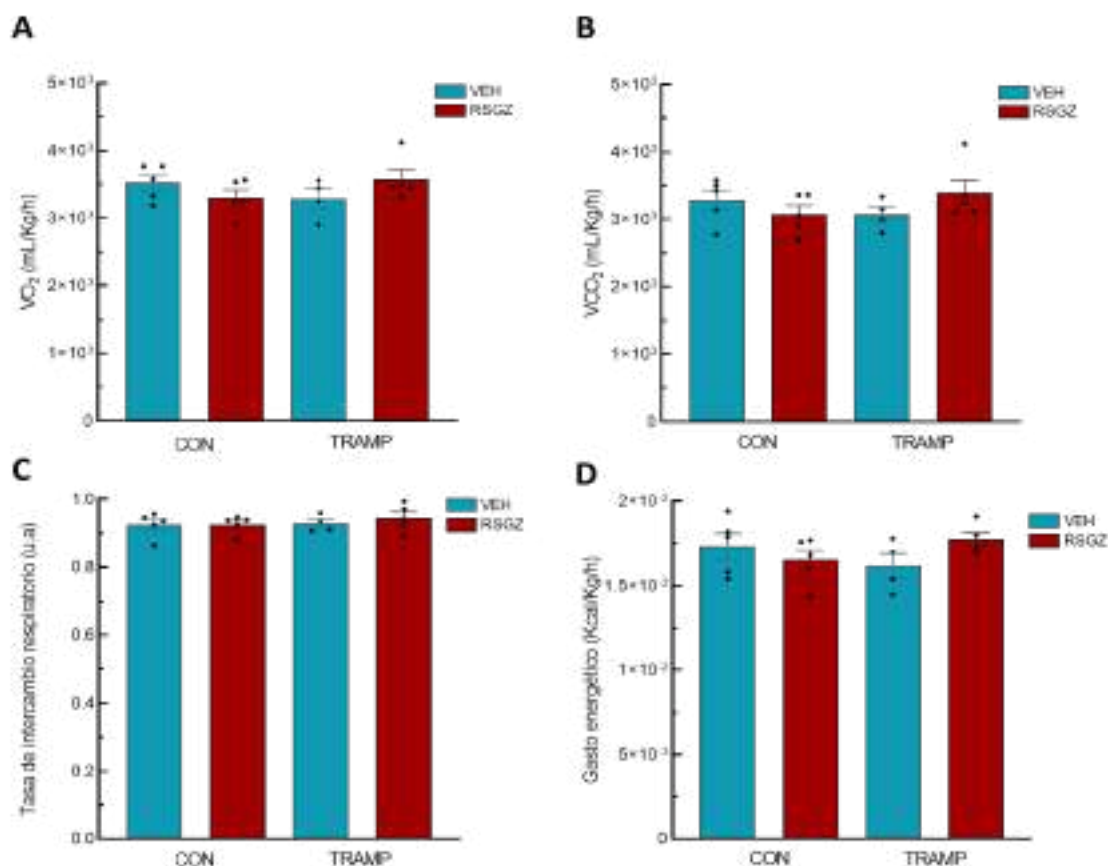 A
5×10³
4×10³
3×10³
2×10³
1×10³
0
VO₂ (mL/Kg/h)
VEH
RSGZ
CON
TRAMP
B
5×10³
4×10³
3×10³
2×10³
1×10³
0
VCO₂ (mL/Kg/h)
VEH
RSGZ
CON
TRAMP
C
1.0
0.8
0.6
0.4
0.2
0.0
Tasa de intercambio respiratorio (u.a)
VEH
RSGZ
CON
TRAMP
D
0
Gasto energético (Kcal/Kg/h)
VEH
RSGZ
CON
TRAMP